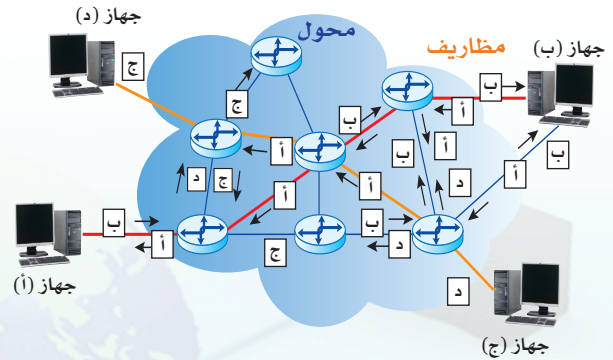 جهاز (د)
محول
مظاريف
جهاز (ب)
ج
ج
ب
ب
أ
أ
أ
ب
د
ب
أ
د
ج
أ
أ
ب
أ
ج
ب
د
د
جهاز (أ)
جهاز (ج)